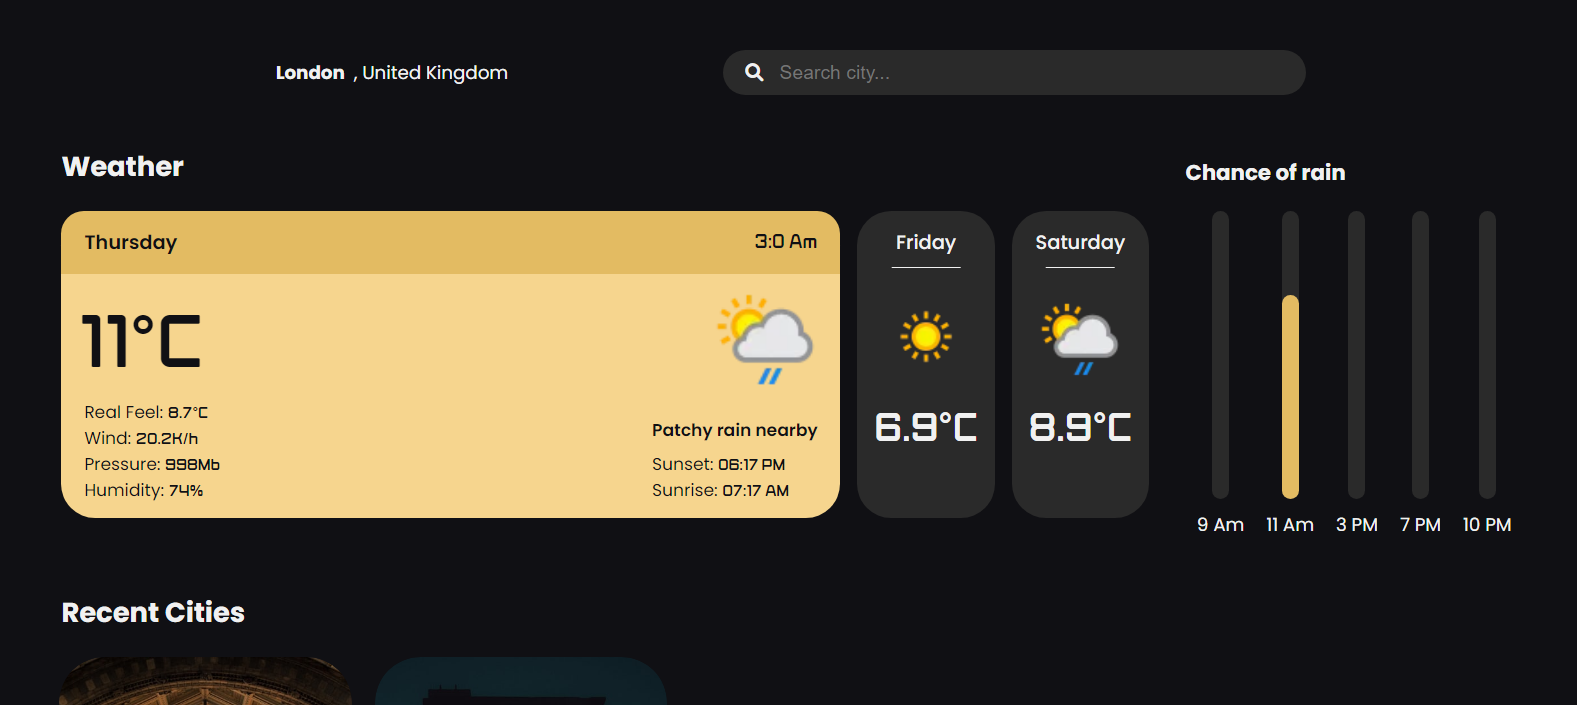 London , United Kingdom
Search city...
Weather
Chance of rain
Thursday
3:0 Am
11°C
Real Feel: 8.7°C
Wind: 20.2K/h
Pressure: 998Mb
Humidity: 74%
Patchy rain nearby
Sunset: 06:17 PM
Sunrise: 07:17 AM
Friday
6.9°C
Saturday
8.9°C
9 Am 11 Am 3 PM 7 PM 10 PM
Recent Cities